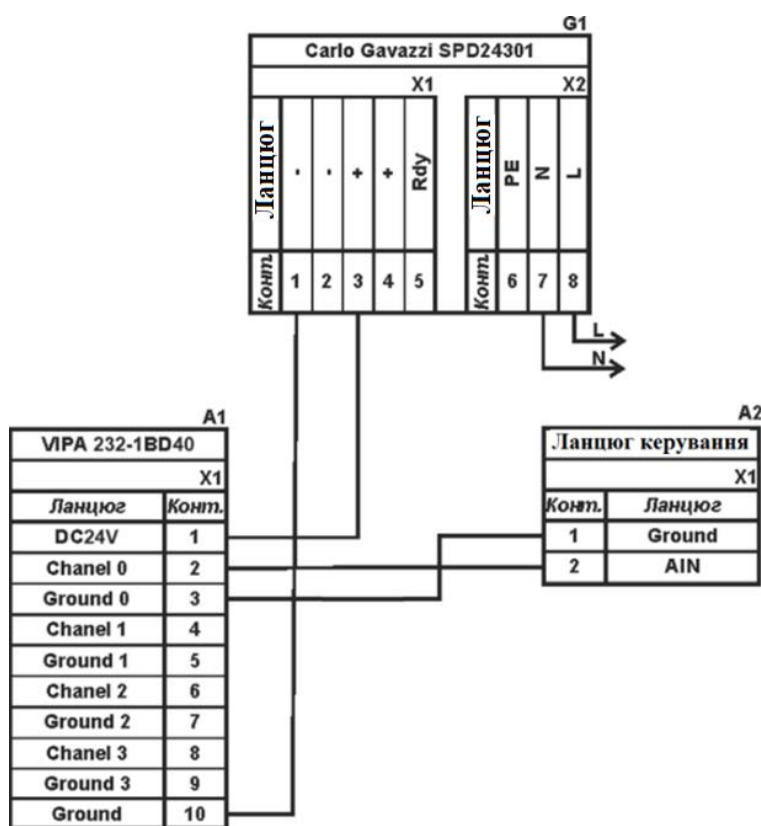 G1
Carlo Gavazzi SPD24301
X1 X2
Ланцюг - - + + Rdy Ланцюг PE N L
Конт. 1 2 3 4 5 Конт. 6 7 8
L
N
A1
VIPA 232-1BD40
X1
Ланцюг Конт.
DC24V 1
Chanel 0 2
Ground 0 3
Chanel 1 4
Ground 1 5
Chanel 2 6
Ground 2 7
Chanel 3 8
Ground 3 9
Ground 10
A2
Ланцюг керування
X1
Конт. Ланцюг
1 Ground
2 AIN